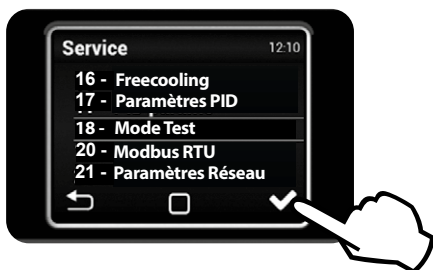 Service 12:10
16 - Freecooling
17 - Paramètres PID
18 - Mode Test
20 - Modbus RTU
21 - Paramètres Réseau